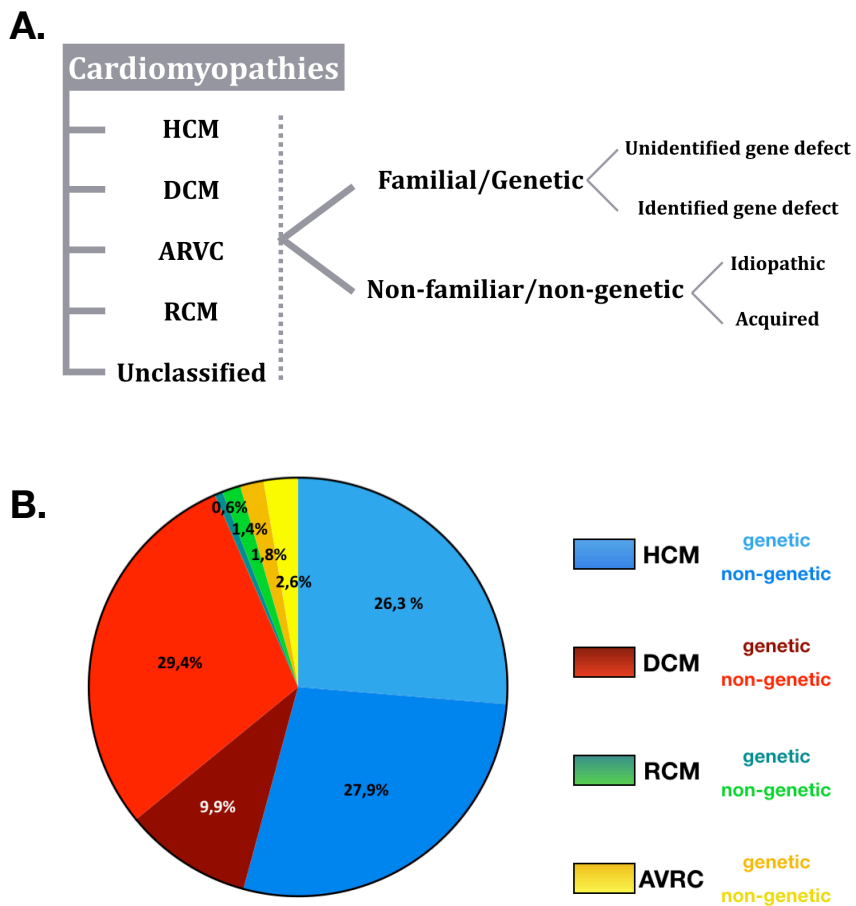 A.
Cardiomyopathies
HCM
DCM
ARVC
RCM
Unclassified
Familial/Genetic
Unidentified gene defect
Identified gene defect
Non-familiar/non-genetic
Idiopathic
Acquired
B.
0,6%
1,4%
1,8%
2,6%
26,3 %
29,4%
27,9%
9,9%
HCM
genetic
non-genetic
DCM
genetic
non-genetic
RCM
genetic
non-genetic
AVRC
genetic
non-genetic